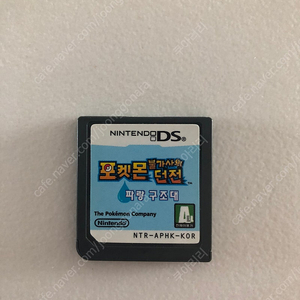 NINTENDO DS
포켓몬 불가사의 던전
파랑 구조대
The Pokémon Company
Nintendo
NTR-APHK-KOR